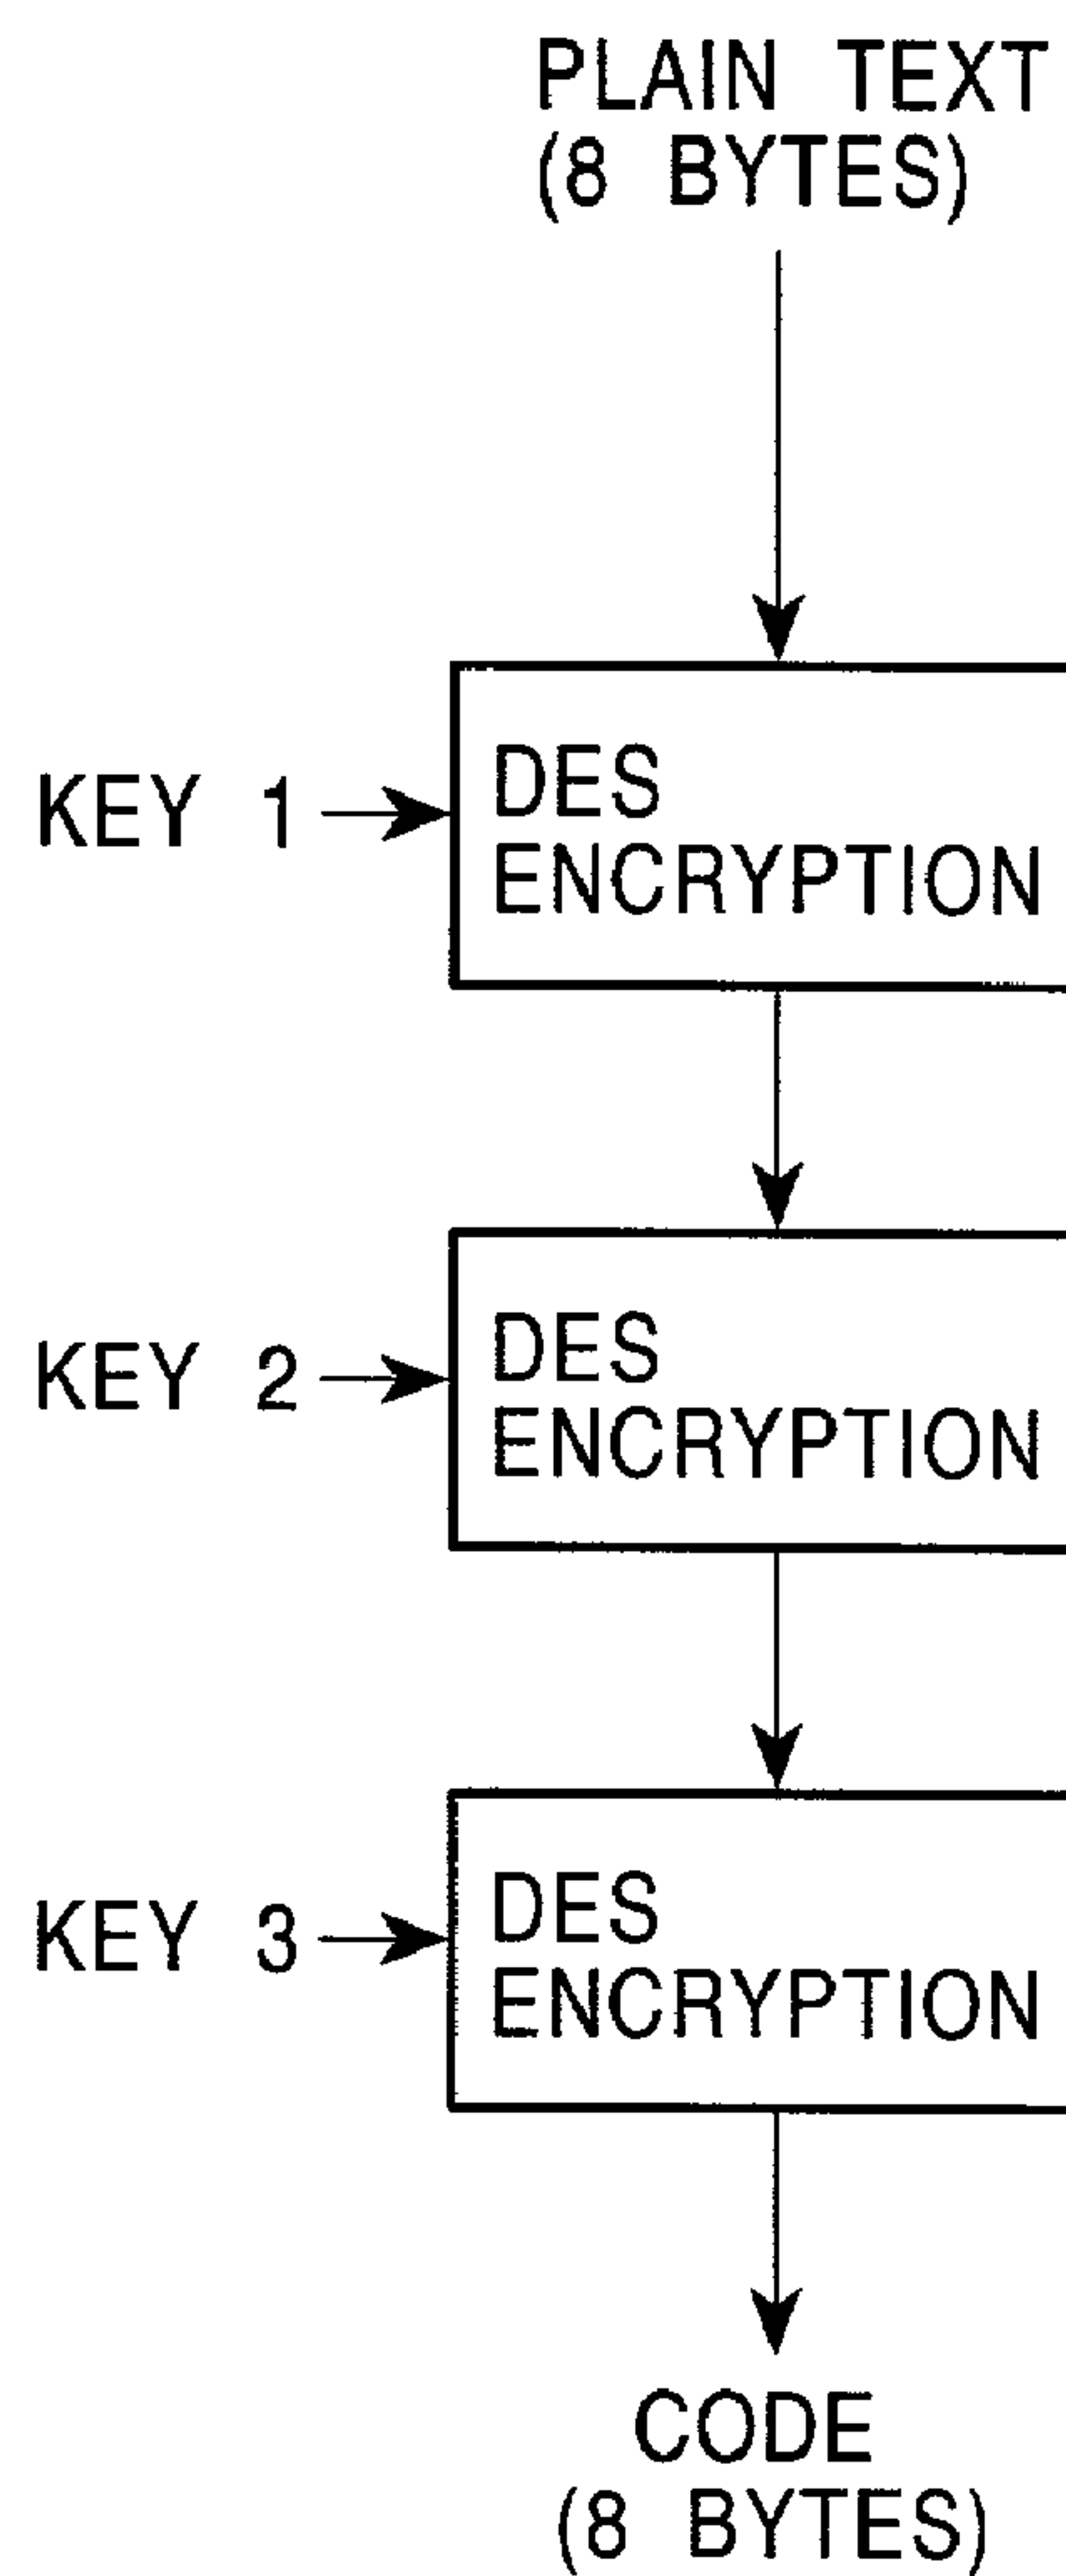 PLAIN TEXT
(8 BYTES)
KEY 1
DES
ENCRYPTION
KEY 2
DES
ENCRYPTION
KEY 3
DES
ENCRYPTION
CODE
(8 BYTES)